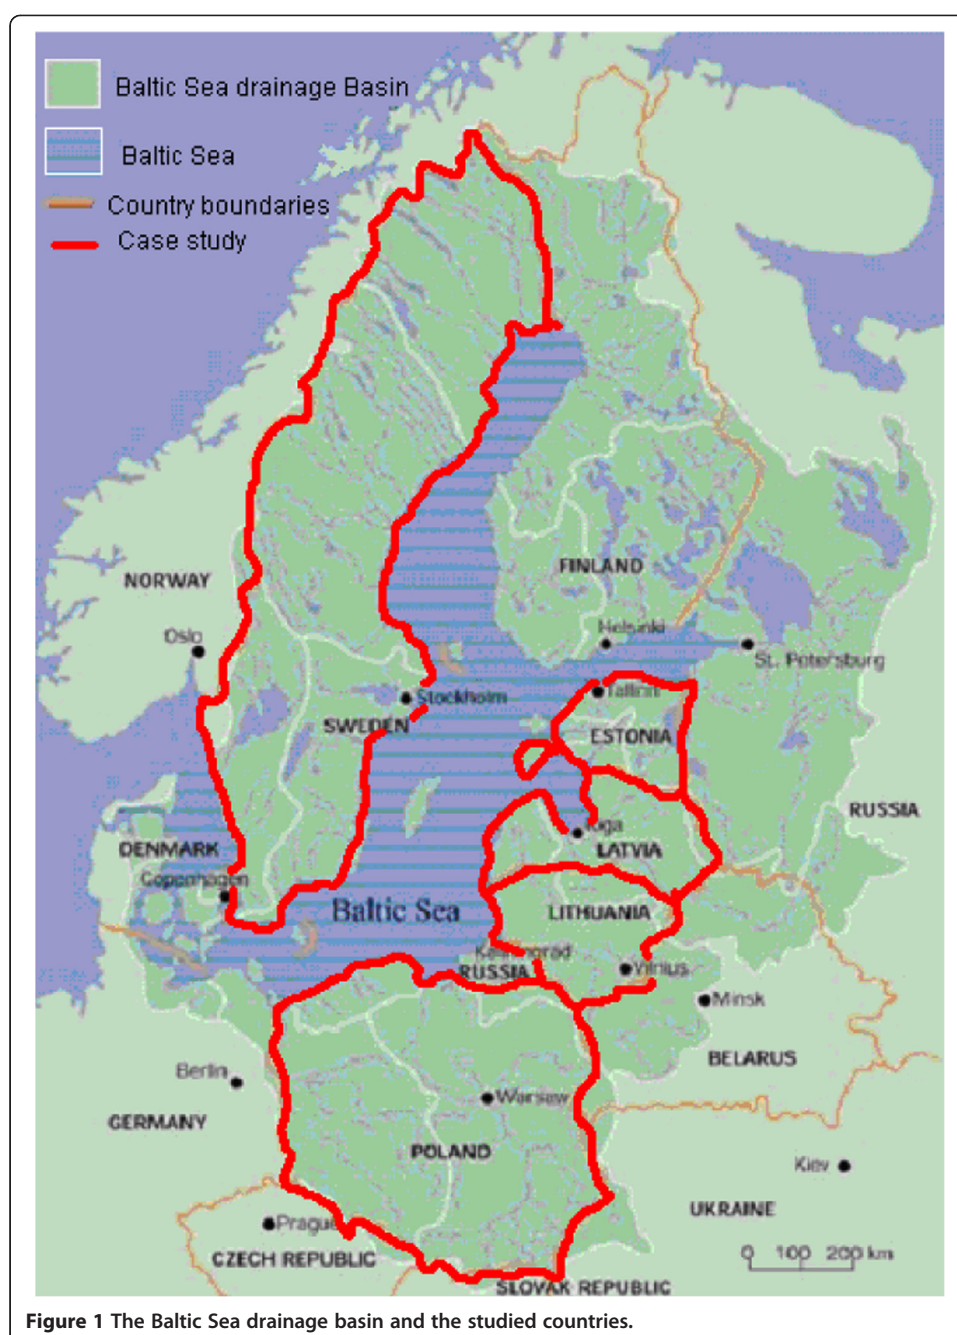 Baltic Sea drainage Basin
Baltic Sea
Country boundaries
Case study
NORWAY
FINLAND
Oslo
Helsinki
St. Petersburg
Stockholm
Tallinn
SWEDEN
ESTONIA
RUSSIA
Riga
DENMARK
LATVIA
Copenhagen
Baltic Sea
LITHUANIA
Kaliningrad
RUSSIA
Vilnius
Minsk
BELARUS
Berlin
Warsaw
GERMANY
POLAND
Kiev
UKRAINE
Prague
CZECH REPUBLIC
0 100 200 km
SLOVAK REPUBLIC
Figure 1 The Baltic Sea drainage basin and the studied countries.